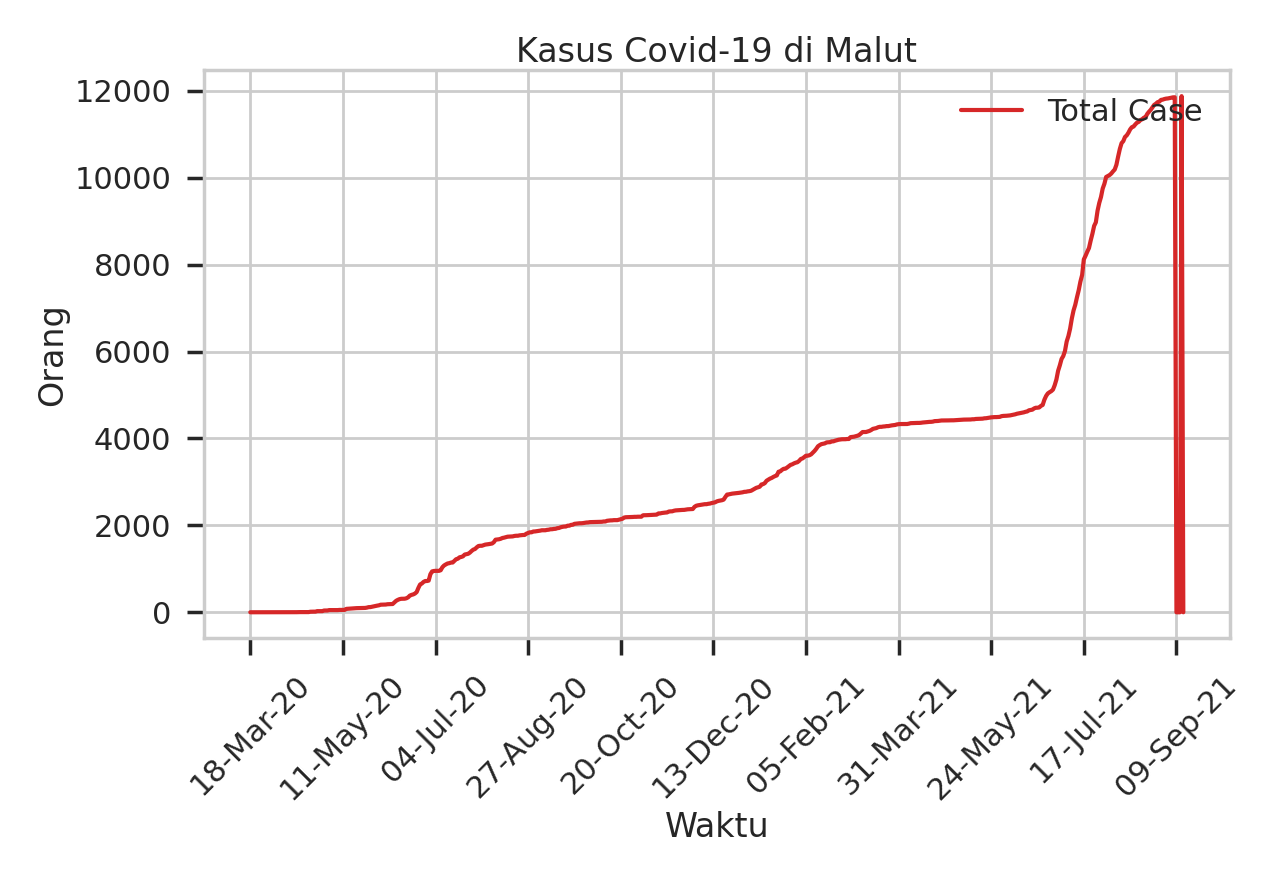 Kasus Covid-19 di Malut
Total Case
12000
10000
8000
6000
4000
2000
0
Orang
18-Mar-20
11-May-20
04-Jul-20
27-Aug-20
20-Oct-20
13-Dec-20
05-Feb-21
31-Mar-21
24-May-21
17-Jul-21
09-Sep-21
Waktu